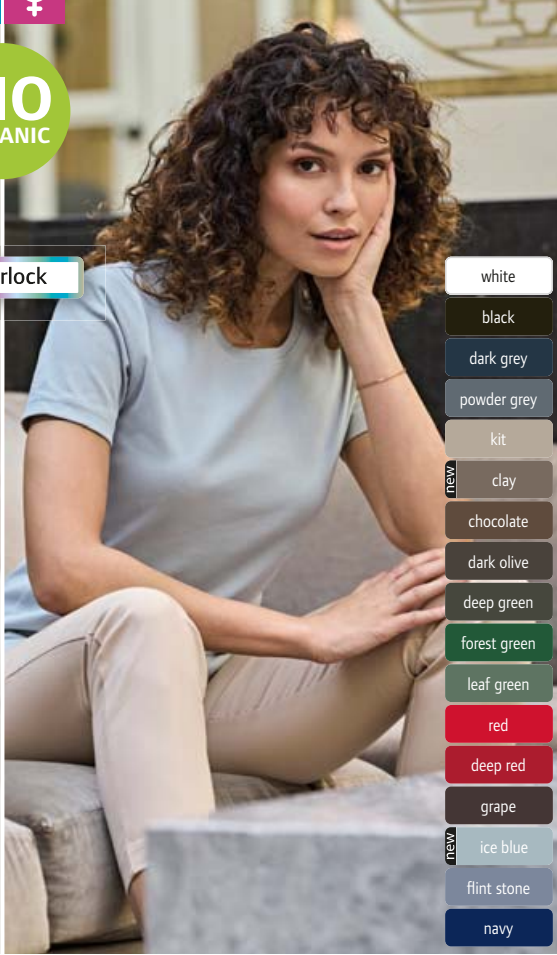 IO
ANIC
rlock
white
black
dark grey
powder grey
kit
new
clay
chocolate
dark olive
deep green
forest green
leaf green
red
deep red
grape
new
ice blue
flint stone
navy